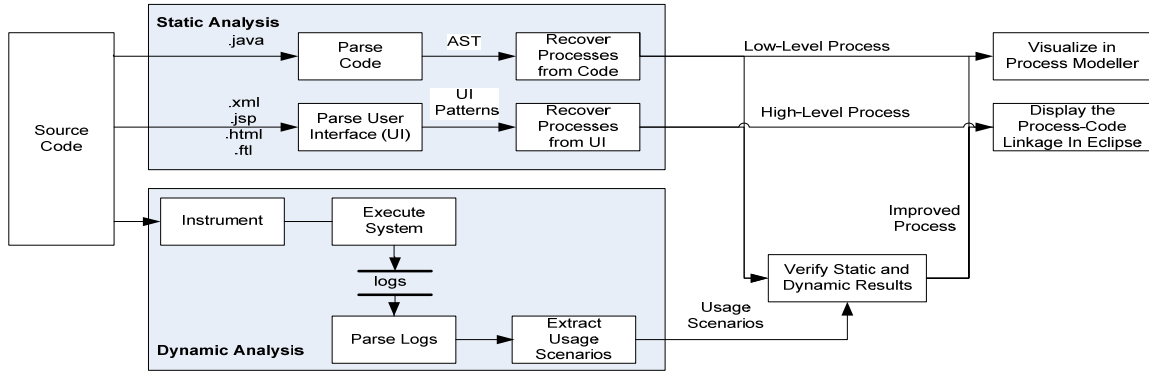 Static Analysis
.java
Parse
Code
AST
Recover
Processes
from Code
Low-Level Process
Visualize in
Process Modeller
Source
Code
.xml
.jsp
.html
.ftl
Parse User
Interface (UI)
UI
Patterns
Recover
Processes
from UI
High-Level Process
Display the
Process-Code
Linkage In Eclipse
Instrument
Execute
System
Improved
Process
logs
Verify Static and
Dynamic Results
Parse Logs
Extract
Usage
Scenarios
Usage
Scenarios
Dynamic Analysis